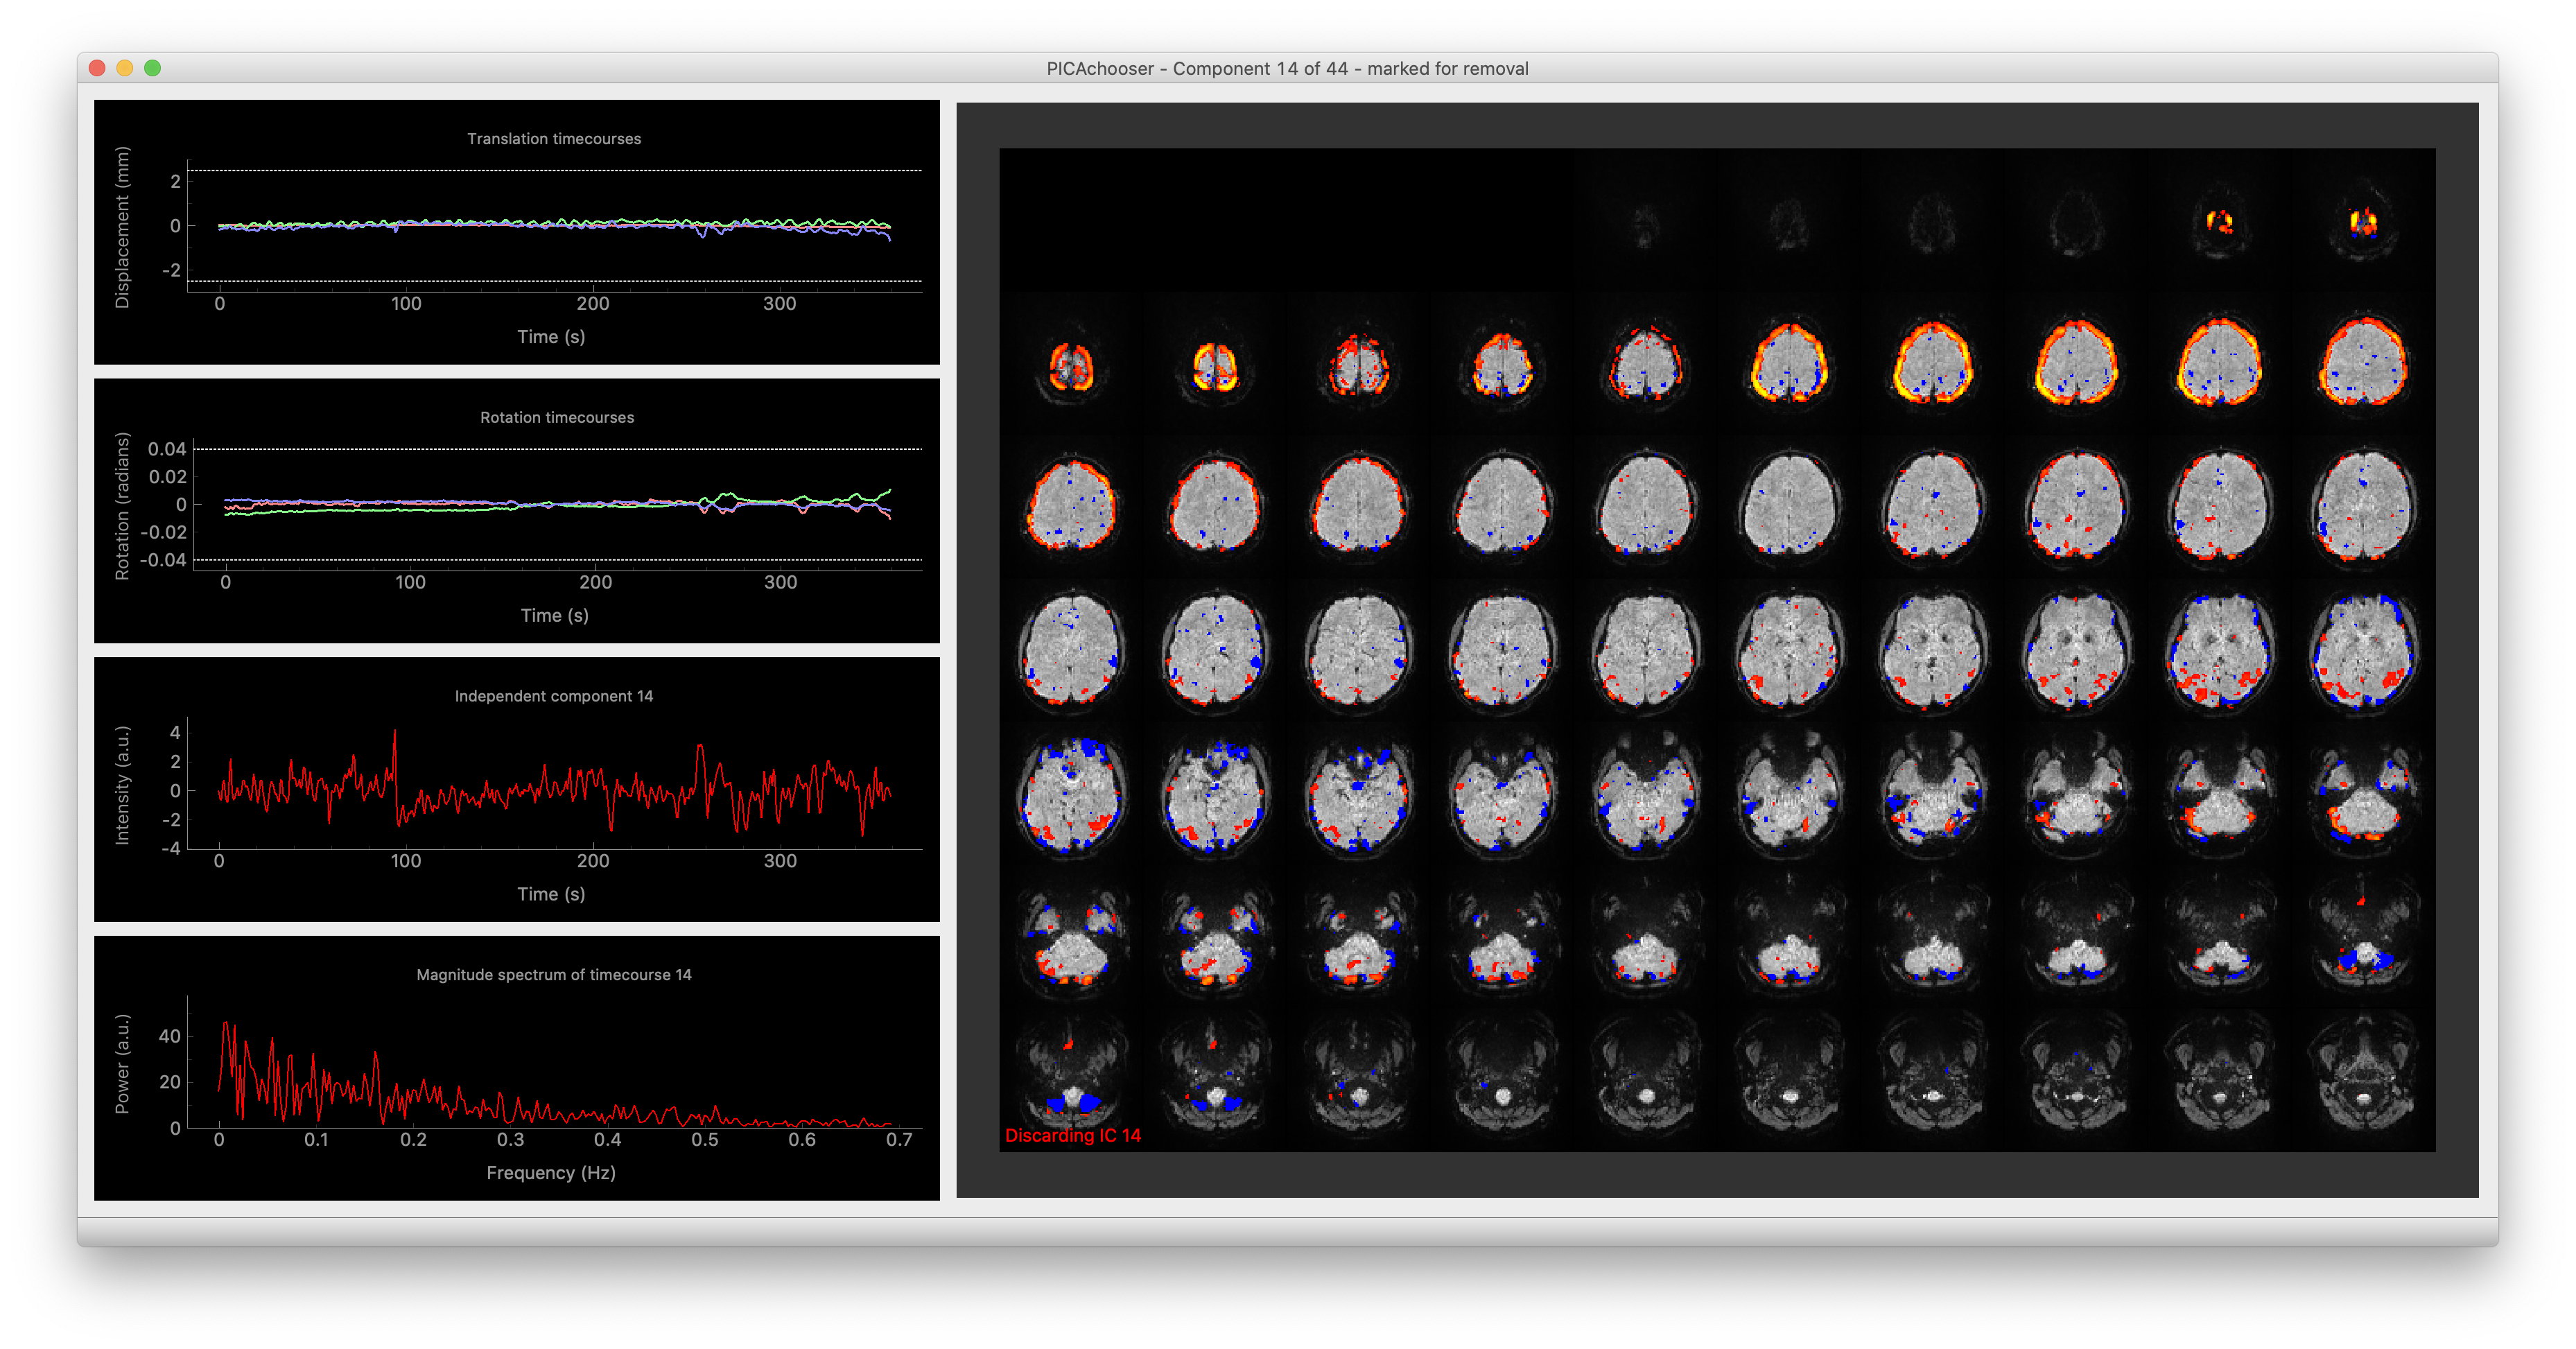 PICAchooser - Component 14 of 44 - marked for removal
Translation timecourses
Displacement (mm)
2
0
-2
0 100 200 300
Time (s)
Rotation timecourses
Rotation (radians)
0.04
0.02
0
-0.02
-0.04
0 100 200 300
Time (s)
Independent component 14
Intensity (a.u.)
4
2
0
-2
-4
0 100 200 300
Time (s)
Magnitude spectrum of timecourse 14
Power (a.u.)
40
20
0
0 0.1 0.2 0.3 0.4 0.5 0.6 0.7
Frequency (Hz)
Discarding IC 14